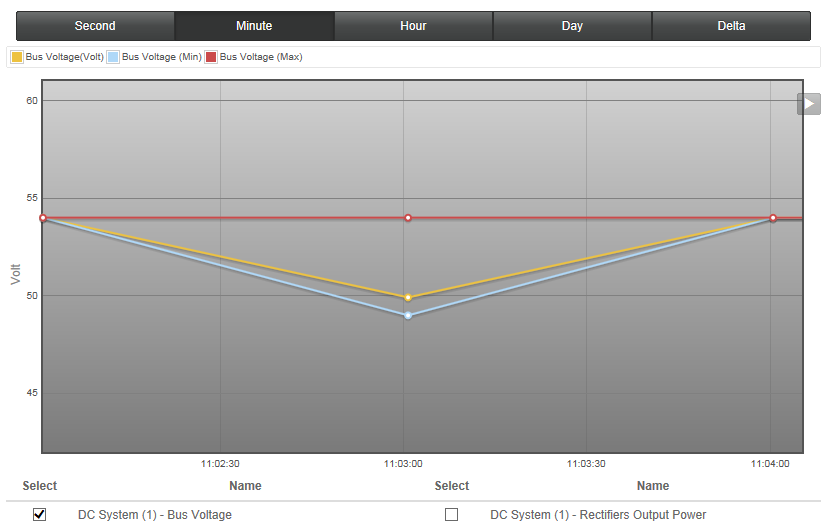 Second Minute Hour Day Delta
Bus Voltage(Volt) Bus Voltage (Min) Bus Voltage (Max)
60
55
50
45
Volt
11:02:30 11:03:00 11:03:30 11:04:00
Select Name Select Name
DC System (1) - Bus Voltage DC System (1) - Rectifiers Output Power